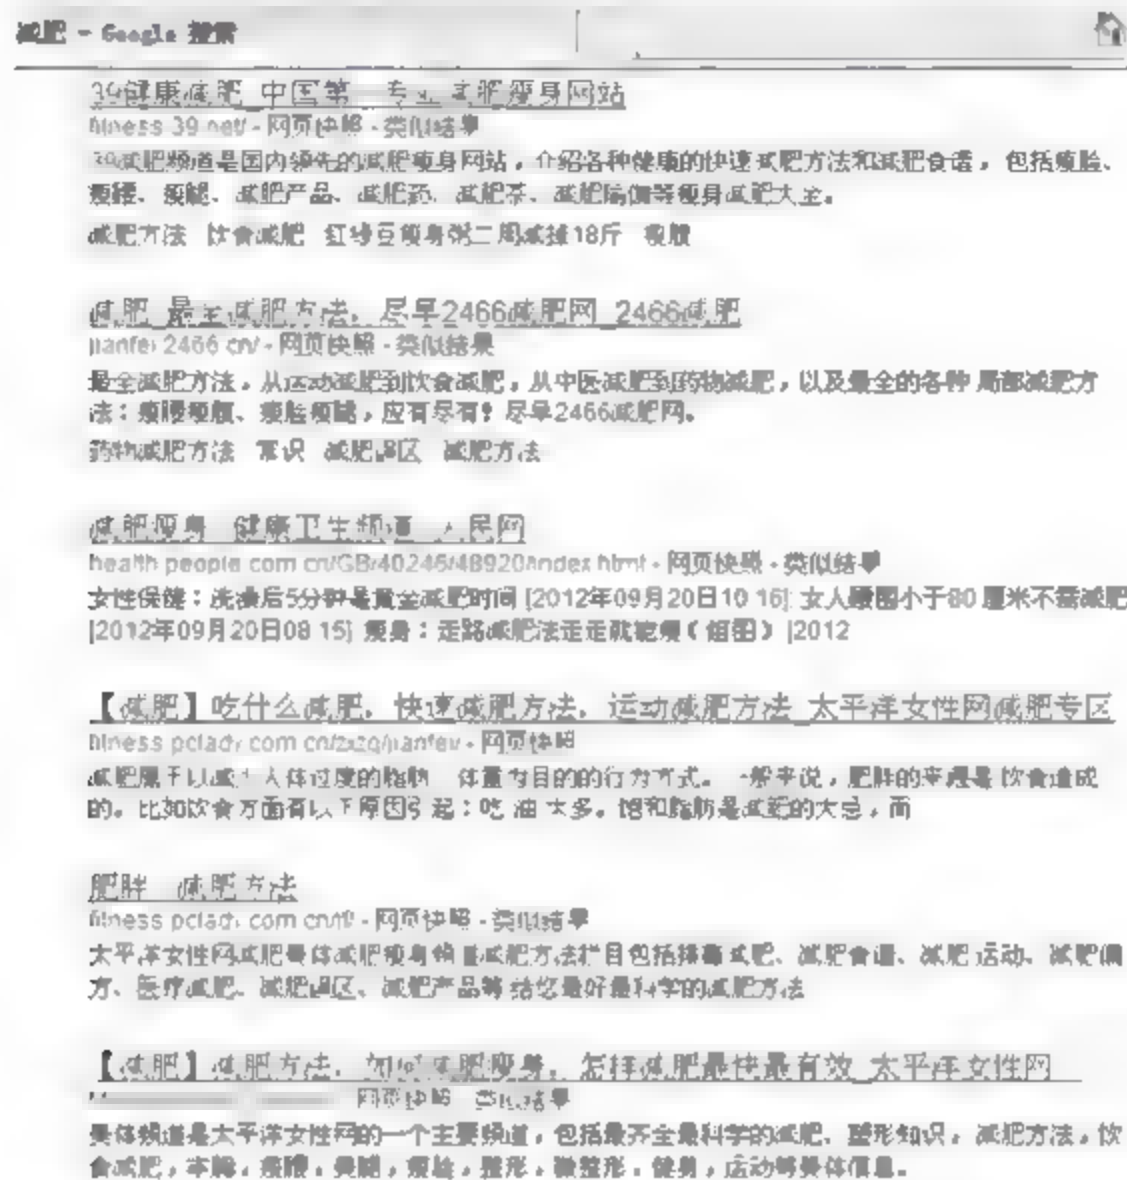 减肥 - Google 搜索
39健康减肥_中国第一专业减肥瘦身网站
fitness.39.net/ - 网页快照 - 类似结果
39减肥频道是国内领先的减肥瘦身网站，介绍各种健康的快速减肥方法和减肥食谱，包括瘦脸、
瘦腰、瘦腿、减肥产品、减肥药、减肥茶、减肥偏方等瘦身减肥大全。
减肥方法 饮食减肥 红绿豆瘦身粥二周减掉18斤 瘦腰
减肥_最全减肥方法，尽早2466减肥网_2466减肥
jianfei.2466.cn/ - 网页快照 - 类似结果
最全减肥方法，从运动减肥到饮食减肥，从中医减肥到药物减肥，以及最全的各种 局部减肥方
法：瘦腰瘦腹、瘦脸瘦腿，应有尽有！尽早2466减肥网。
药物减肥方法 常识 减肥误区 减肥方法
减肥瘦身 健康卫生频道 人民网
health.people.com.cn/GB/40246/48920/index.html - 网页快照 - 类似结果
女性保健：洗澡后5分钟是黄金减肥时间 [2012年09月20日10:16]; 女人腰围小于80 厘米不需减肥
[2012年09月20日08:15] 瘦身：走路减肥法走走就能瘦（组图） [2012
【减肥】吃什么减肥，快速减肥方法，运动减肥方法_太平洋女性网减肥专区
fitness.pclady.com.cn/zxzq/jianfei/ - 网页快照
减肥属于以减少人体过度的脂肪 体重为目的的行为方式。一般来说，肥胖的来源是 饮食造成
的。比如饮食方面有以下原因引起：吃 油 太多。饱和脂肪是减肥的大忌，而
肥胖 减肥方法
fitness.pclady.com.cn/ff/ - 网页快照 - 类似结果
太平洋女性网减肥美体减肥瘦身频道减肥方法栏目包括 减肥、减肥食谱、减肥 运动、减肥偏
方、医疗减肥、减肥误区、减肥产品等 给您最好最科学的减肥方法
【减肥】减肥方法，如何减肥瘦身，怎样减肥最快最有效_太平洋女性网
网页快照 类似结果
美体频道是太平洋女性网的一个主要频道，包括最齐全最科学的减肥、整形知识，减肥方法，饮
食减肥，丰胸，瘦腰，美腿，瘦脸，整形，微整形，健身，运动等美体信息。